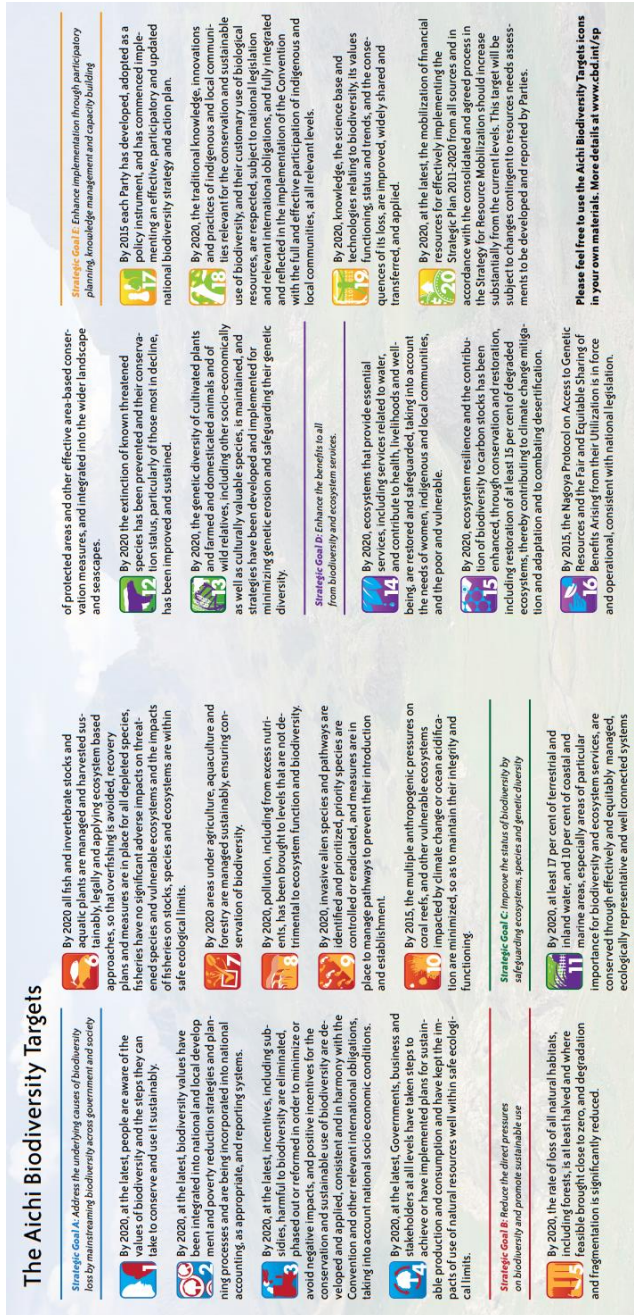 The Aichi Biodiversity Targets
Strategic Goal A: Address the underlying causes of biodiversity
loss by mainstreaming biodiversity across government and society
1
By 2020, at the latest, people are aware of the
values of biodiversity and the steps they can
take to conserve and use it sustainably.
2
By 2020, at the latest, biodiversity values have
been integrated into national and local develop
ment and poverty reduction strategies and plan-
ning processes and are being incorporated into national
accounting, as appropriate, and reporting systems.
3
By 2020, at the latest, incentives, including sub-
sidies, harmful to biodiversity are eliminated,
phased out or reformed in order to minimize or
avoid negative impacts, and positive incentives for the
conservation and sustainable use of biodiversity are de-
veloped and applied, consistent and in harmony with the
Convention and other relevant international obligations,
taking into account national socio economic conditions.
4
By 2020, at the latest, Governments, business and
stakeholders at all levels have taken steps to
achieve or have implemented plans for sustain-
able production and consumption and have kept the im-
pacts of use of natural resources well within safe ecologi-
cal limits.
Strategic Goal B: Reduce the direct pressures
on biodiversity and promote sustainable use
5
By 2020, the rate of loss of all natural habitats,
including forests, is at least halved and where
feasible brought close to zero, and degradation
and fragmentation is significantly reduced.
6
By 2020 all fish and invertebrate stocks and
aquatic plants are managed and harvested sus-
tainably, legally and applying ecosystem based
approaches, so that overfishing is avoided, recovery
plans and measures are in place for all depleted species,
fisheries have no significant adverse impacts on threat-
ened species and vulnerable ecosystems and the impacts
of fisheries on stocks, species and ecosystems are within
safe ecological limits.
7
By 2020 areas under agriculture, aquaculture and
forestry are managed sustainably, ensuring con-
servation of biodiversity.
8
By 2020, pollution, including from excess nutri-
ents, has been brought to levels that are not de-
trimental to ecosystem function and biodiversity.
9
By 2020, invasive alien species and pathways are
identified and prioritized, priority species are
controlled or eradicated, and measures are in
place to manage pathways to prevent their introduction
and establishment.
10
By 2015, the multiple anthropogenic pressures on
coral reefs, and other vulnerable ecosystems
impacted by climate change or ocean acidifica-
tion are minimized, so as to maintain their integrity and
functioning.
Strategic Goal C: Improve the status of biodiversity by
safeguarding ecosystems, species and genetic diversity
11
By 2020, at least 17 per cent of terrestrial and
inland water, and 10 per cent of coastal and
marine areas, especially areas of particular
importance for biodiversity and ecosystem services, are
conserved through effectively and equitably managed,
ecologically representative and well connected systems
of protected areas and other effective area-based conser-
vation measures, and integrated into the wider landscape
and seascapes.
12
By 2020 the extinction of known threatened
species has been prevented and their conserva-
tion status, particularly of those most in decline,
has been improved and sustained.
13
By 2020, the genetic diversity of cultivated plants
and farmed and domesticated animals and of
wild relatives, including other socio-economically
as well as culturally valuable species, is maintained, and
strategies have been developed and implemented for
minimizing genetic erosion and safeguarding their genetic
diversity.
Strategic Goal D: Enhance the benefits to all
from biodiversity and ecosystem services.
14
By 2020, ecosystems that provide essential
services, including services related to water,
and contribute to health, livelihoods and well-
being, are restored and safeguarded, taking into account
the needs of women, indigenous and local communities,
and the poor and vulnerable.
15
By 2020, ecosystem resilience and the contribu-
tion of biodiversity to carbon stocks has been
enhanced, through conservation and restoration,
including restoration of at least 15 per cent of degraded
ecosystems, thereby contributing to climate change mitiga-
tion and adaptation and to combating desertification.
16
By 2015, the Nagoya Protocol on Access to Genetic
Resources and the Fair and Equitable Sharing of
Benefits Arising from their Utilization is in force
and operational, consistent with national legislation.
Strategic Goal E: Enhance implementation through participatory
planning, knowledge management and capacity building
17
By 2015 each Party has developed, adopted as a
policy instrument, and has commenced imple-
menting an effective, participatory and updated
national biodiversity strategy and action plan.
18
By 2020, the traditional knowledge, innovations
and practices of indigenous and local communi-
ties relevant for the conservation and sustainable
use of biodiversity, and their customary use of biological
resources, are respected, subject to national legislation
and relevant international obligations, and fully integrated
and reflected in the implementation of the Convention
with the full and effective participation of indigenous and
local communities, at all relevant levels.
19
By 2020, knowledge, the science base and
technologies relating to biodiversity, its values
functioning, status and trends, and the conse-
quences of its loss, are improved, widely shared and
transferred, and applied.
20
By 2020, at the latest, the mobilization of financial
resources for effectively implementing the
Strategic Plan 2011-2020 from all sources and in
accordance with the consolidated and agreed process in
the Strategy for Resource Mobilization should increase
substantially from the current levels. This target will be
subject to changes contingent to resources needs assess-
ments to be developed and reported by Parties.
Please feel free to use the Aichi Biodiversity Targets icons
in your own materials. More details at www.cbd.int/sp